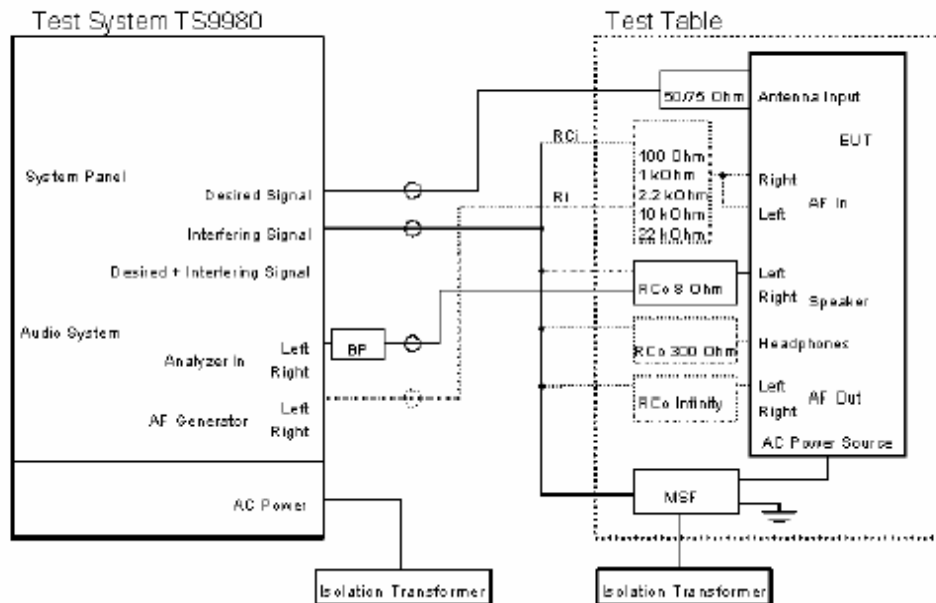 Test System TS9980
Test Table
50/75 Ohm
Antenna Input
EUT
RCi
100 Ohm
1 kOhm
2.2 kOhm
10 kOhm
22 kOhm
System Panel
Right
AF In
Left
Desired Signal
RI
Interfering Signal
Desired + Interfering Signal
Left
RCo 8 Ohm
Right
Speaker
Audio System
BP
Left
Analyzer In
Right
RCo 300 Ohm
Headphones
Left
AF Generator
Right
RCo Infinity
Left
AF Out
Right
AC Power Source
AC Power
MSF
Isolation Transformer
Isolation Transformer